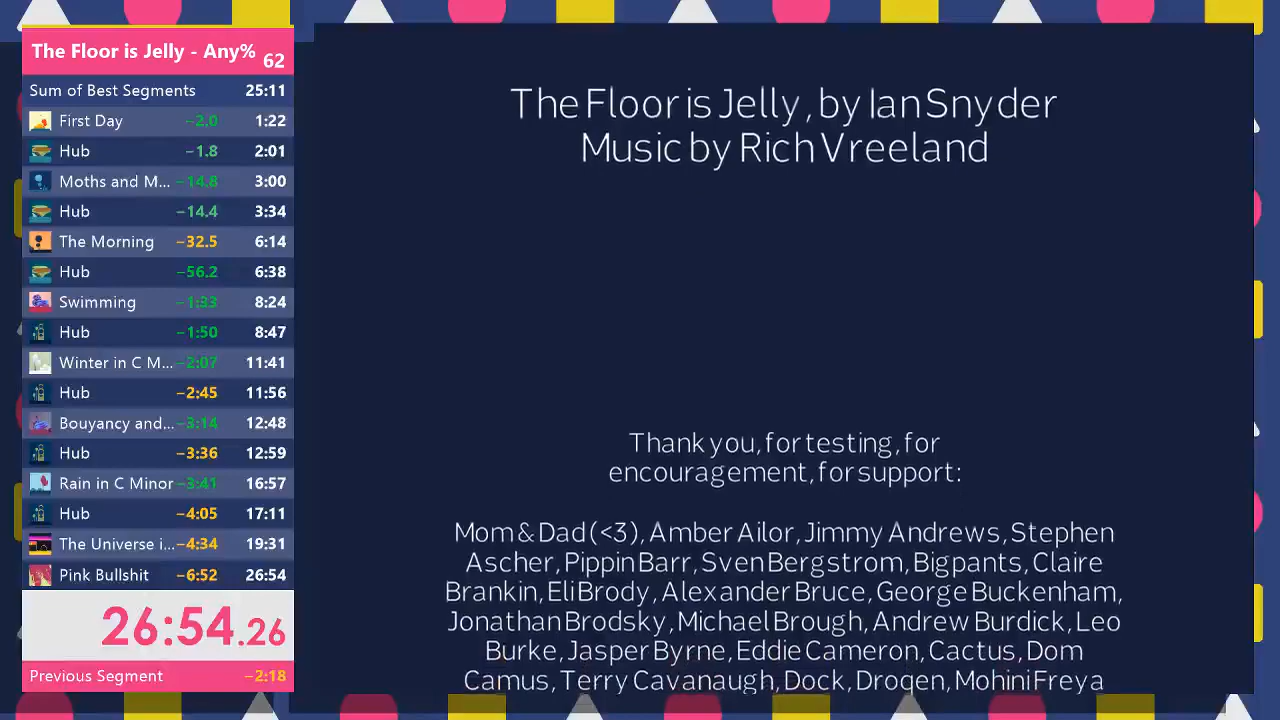 The Floor is Jelly - Any% 62
Sum of Best Segments 25:11
First Day −2.0 1:22
Hub −1.8 2:01
Moths and M... −14.8 3:00
Hub −14.4 3:34
The Morning −32.5 6:14
Hub −56.2 6:38
Swimming −1:33 8:24
Hub −1:50 8:47
Winter in C M... −2:07 11:41
Hub −2:45 11:56
Bouyancy and... −3:14 12:48
Hub −3:36 12:59
Rain in C Minor −3:41 16:57
Hub −4:05 17:11
The Universe i... −4:34 19:31
Pink Bullshit −6:52 26:54
26:54.26
Previous Segment −2:18
The Floor is Jelly, by Ian Snyder
Music by Rich Vreeland
Thank you, for testing, for
encouragement, for support:
Mom & Dad (<3), Amber Ailor, Jimmy Andrews, Stephen
Ascher, Pippin Barr, Sven Bergstrom, Bigpants, Claire
Brankin, Eli Brody, Alexander Bruce, George Buckenham,
Jonathan Brodsky, Michael Brough, Andrew Burdick, Leo
Burke, Jasper Byrne, Eddie Cameron, Cactus, Dom
Camus, Terry Cavanaugh, Dock, Droqen, Mohini Freya